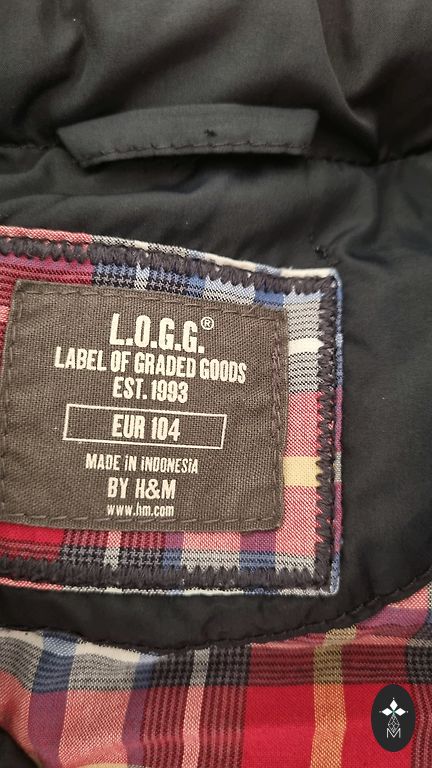 L.O.G.G.®
LABEL OF GRADED GOODS
EST. 1993
EUR 104
MADE iN iNDONESiA
BY H&M
www.hm.com
M